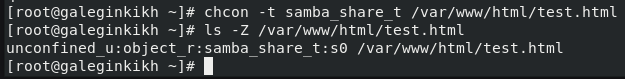 [root@galeginkikh ~]# chcon -t samba_share_t /var/www/html/test.html
[root@galeginkikh ~]# ls -Z /var/www/html/test.html
unconfined_u:object_r:samba_share_t:s0 /var/www/html/test.html
[root@galeginkikh ~]#